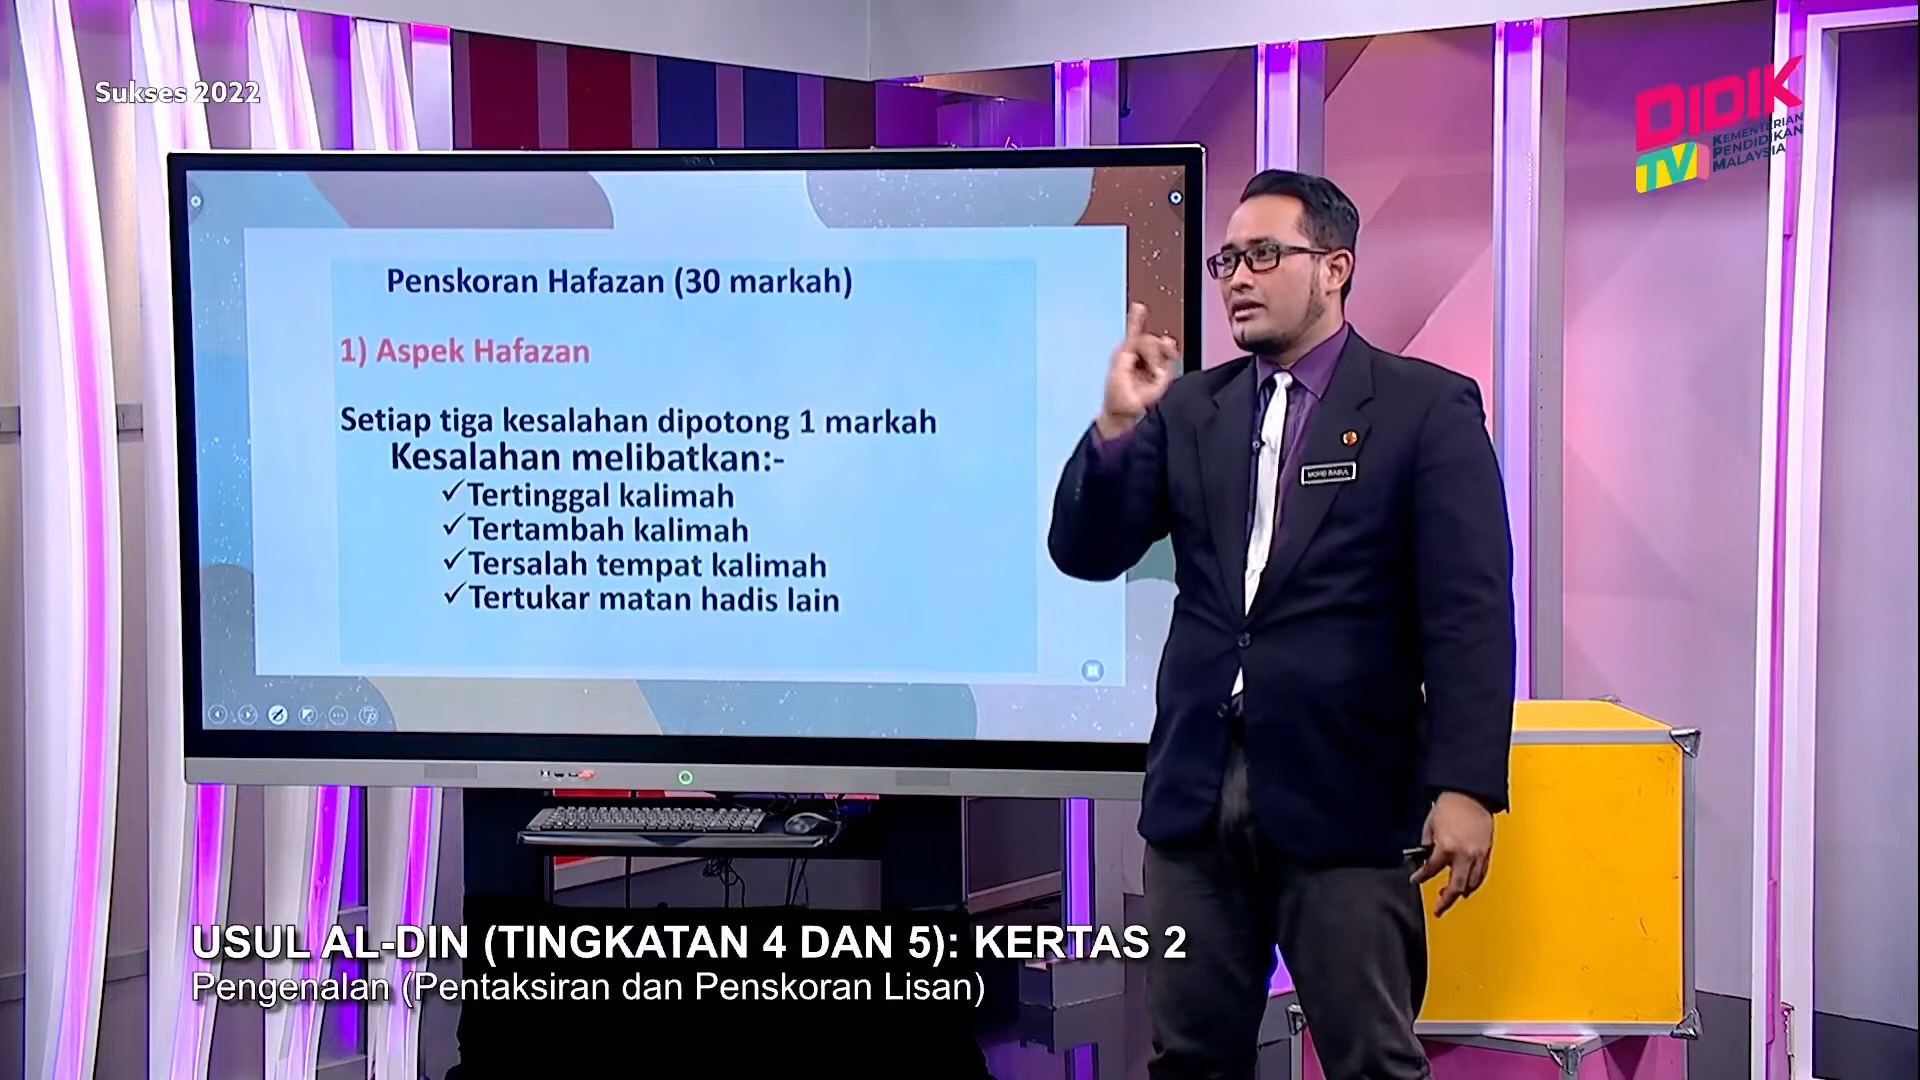 Sukses 2022
DIDIK
TV
KEMENTERIAN
PENDIDIKAN
MALAYSIA
Penskoran Hafazan (30 markah)
1) Aspek Hafazan
Setiap tiga kesalahan dipotong 1 markah
Kesalahan melibatkan:-
✓Tertinggal kalimah
✓Tertambah kalimah
✓Tersalah tempat kalimah
✓Tertukar matan hadis lain
USUL AL-DIN (TINGKATAN 4 DAN 5): KERTAS 2
Pengenalan (Pentaksiran dan Penskoran Lisan)